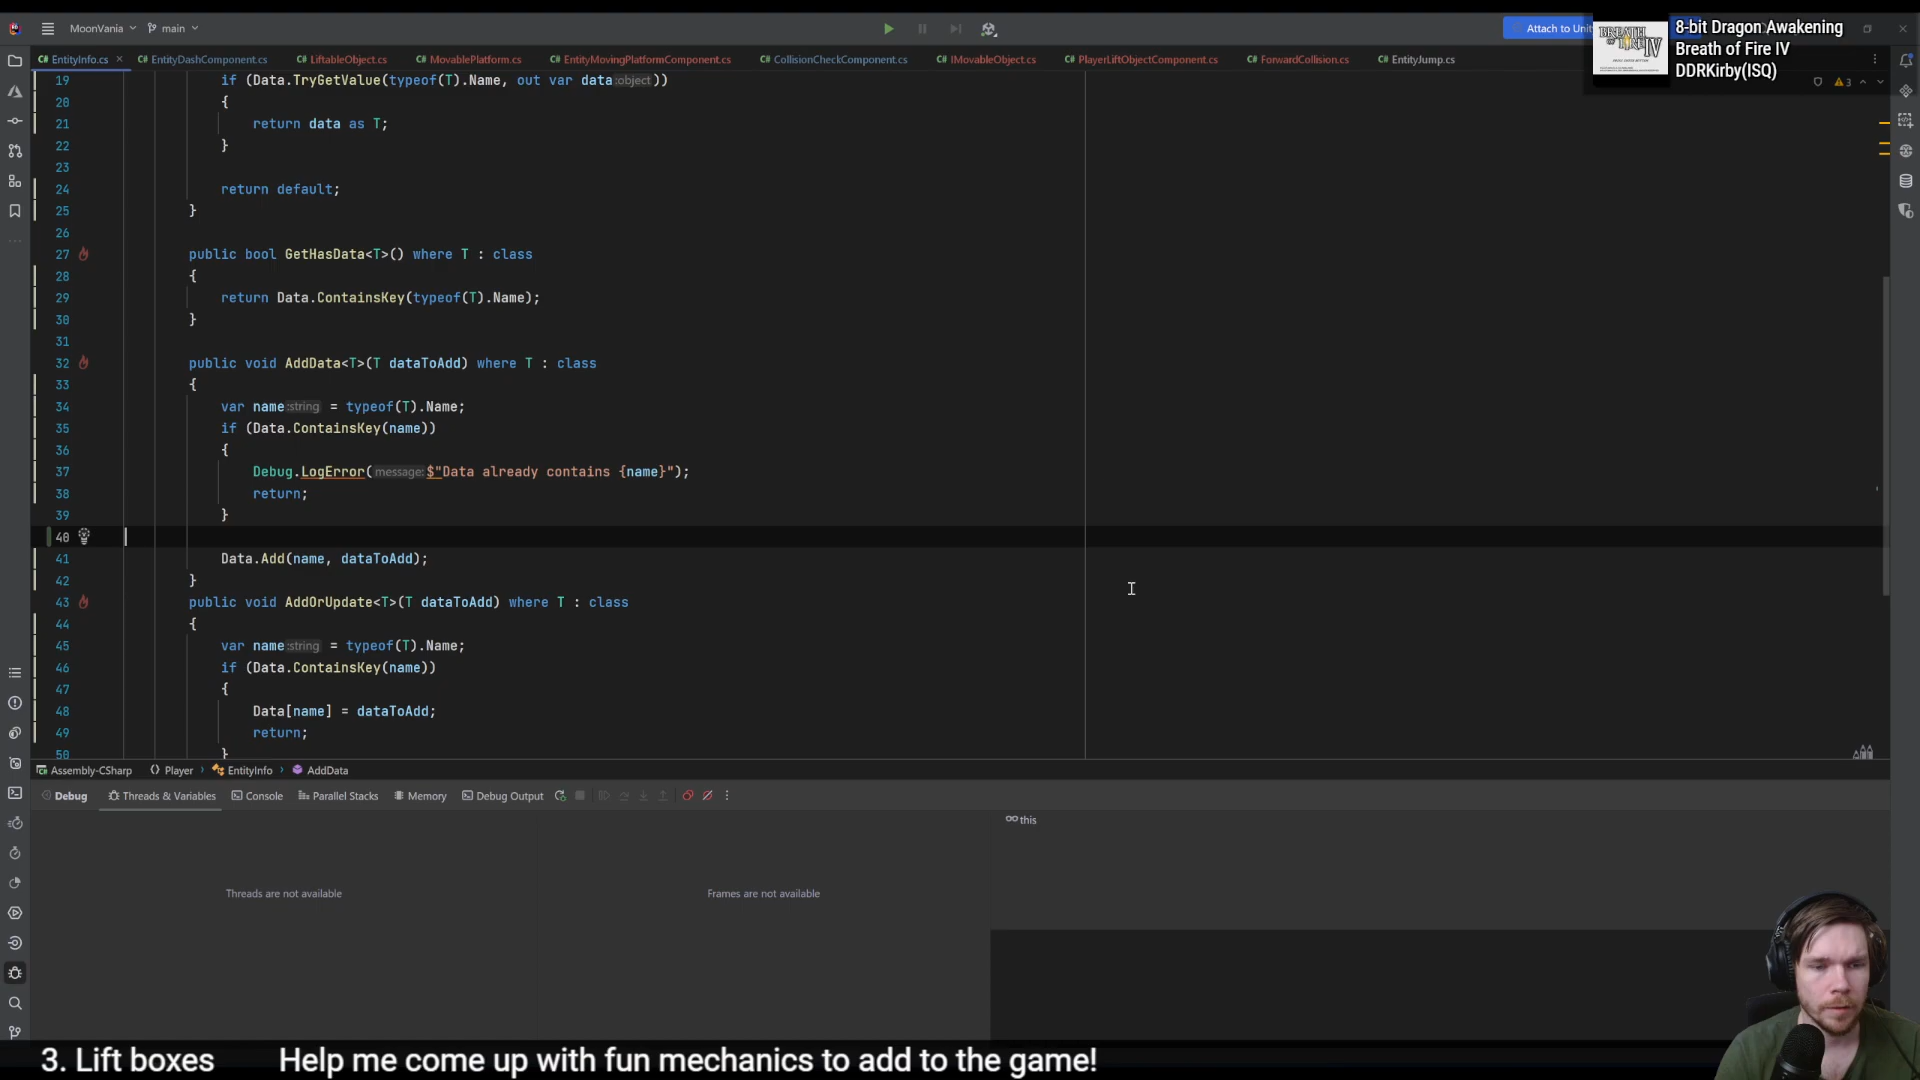 MoonVania
main
Attach to Unit
BREATH OF FIRE IV
8-bit Dragon Awakening
Breath of Fire IV
DDRKirby(ISQ)
EntityInfo.cs
EntityDashComponent.cs
LiftableObject.cs
MovablePlatform.cs
EntityMovingPlatformComponent.cs
CollisionCheckComponent.cs
IMovableObject.cs
PlayerLiftObjectComponent.cs
ForwardCollision.cs
EntityJump.cs
3
19 if (Data.TryGetValue(typeof(T).Name, out var data :object))
20 {
21 return data as T;
22 }
23
24 return default;
25 }
26
27 public bool GetHasData<T>() where T : class
28 {
29 return Data.ContainsKey(typeof(T).Name);
30 }
31
32 public void AddData<T>(T dataToAdd) where T : class
33 {
34 var name :string = typeof(T).Name;
35 if (Data.ContainsKey(name))
36 {
37 Debug.LogError(message: $"Data already contains {name}");
38 return;
39 }
40
41 Data.Add(name, dataToAdd);
42 }
43 public void AddOrUpdate<T>(T dataToAdd) where T : class
44 {
45 var name :string = typeof(T).Name;
46 if (Data.ContainsKey(name))
47 {
48 Data[name] = dataToAdd;
49 return;
50 }
Assembly-CSharp
Player
EntityInfo
AddData
Debug
Threads & Variables
Console
Parallel Stacks
Memory
Debug Output
this
Threads are not available
Frames are not available
3. Lift boxes
Help me come up with fun mechanics to add to the game!